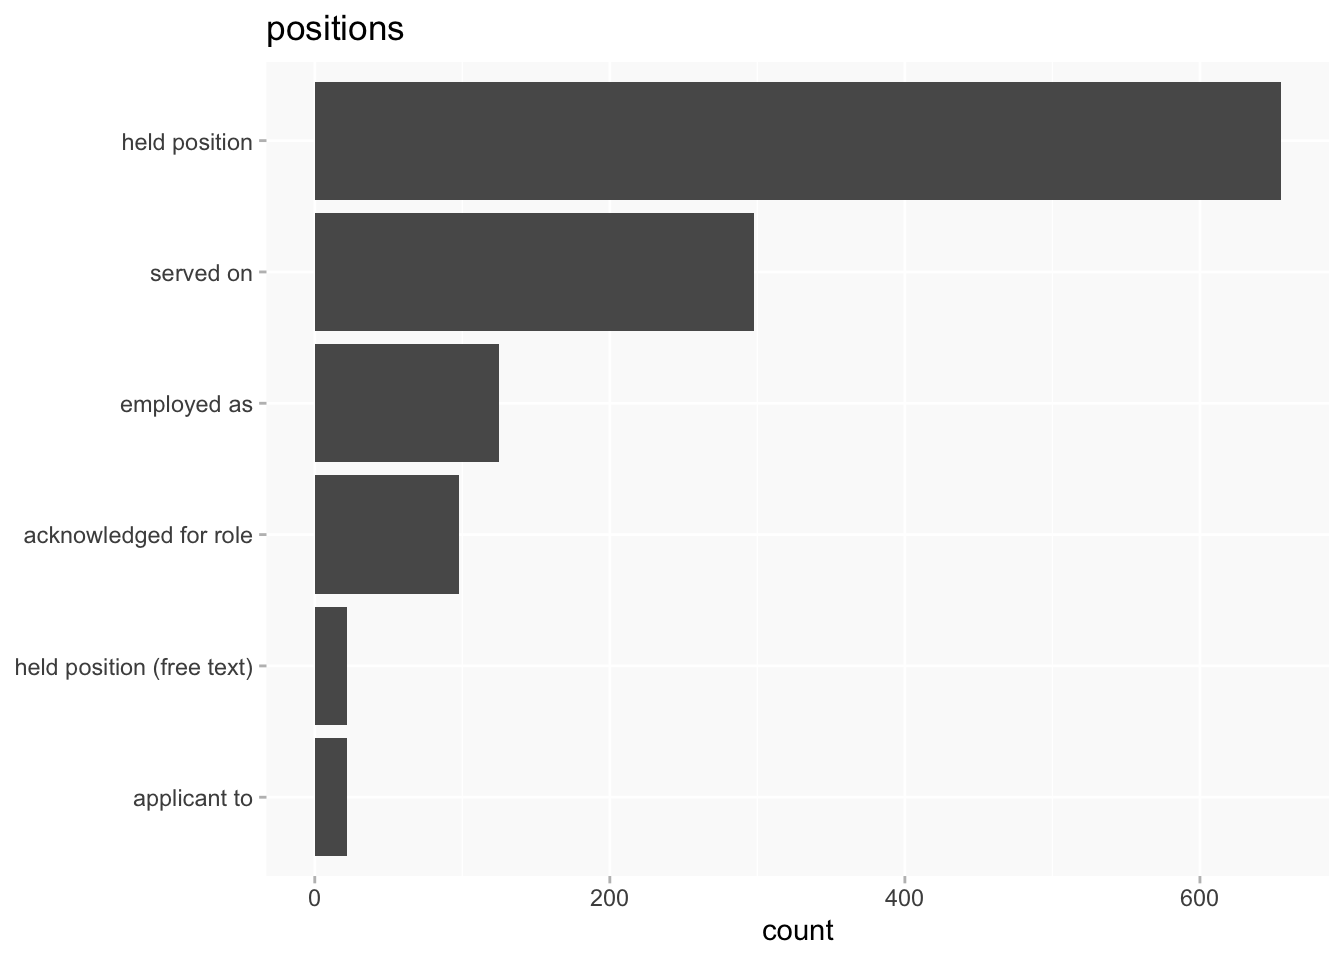 positions
held position
served on
employed as
acknowledged for role
held position (free text)
applicant to
0 200 400 600
count